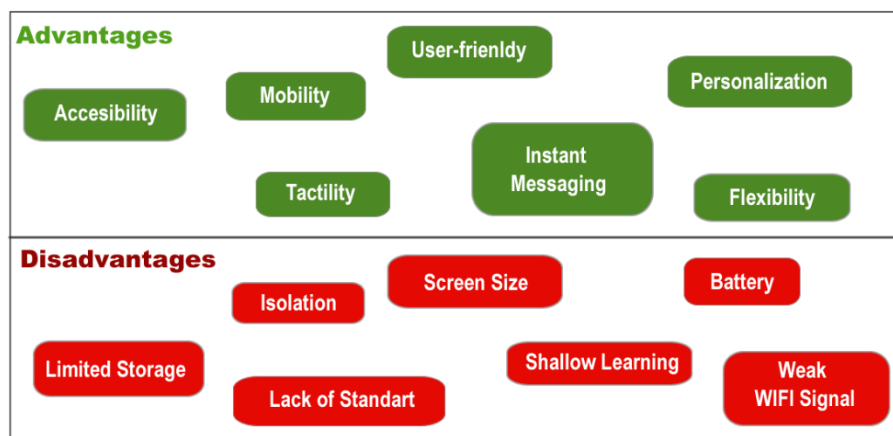 Advantages
User-frienldy
Accesibility
Mobility
Personalization
Tactility
Instant
Messaging
Flexibility
Disadvantages
Isolation
Screen Size
Battery
Limited Storage
Lack of Standart
Shallow Learning
Weak
WIFI Signal